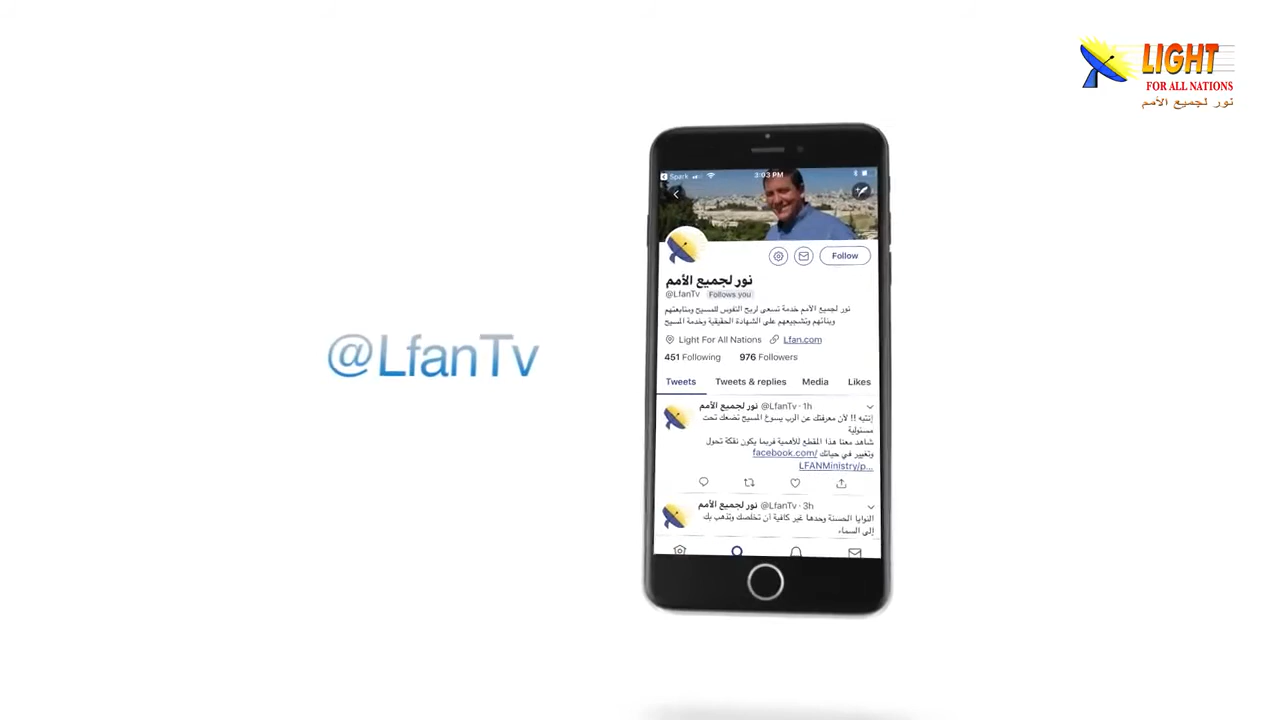 LIGHT
FOR ALL NATIONS
نور لجميع الأمم
@LfanTv
Spark
3:03 PM
Follow
نور لجميع الأمم
@LfanTv Follows you
نور لجميع الأمم خدمة تسعى لربح النفوس للمسيح ومتابعتهم
وبنائهم وتشجيعهم على الشهادة الحقيقية وخدمة المسيح
Light For All Nations Lfan.com
451 Following 976 Followers
Tweets Tweets & replies Media Likes
نور لجميع الأمم @LfanTv · 1h
إنتبه !! لأن معرفتك عن الرب يسوع المسيح تضعك تحت
مسئولية
شاهد معنا هذا المقطع للأهمية فربما يكون نقطة تحول
وتغيير في حياتك facebook.com/
LFANMinistry/p...
نور لجميع الأمم @LfanTv · 3h
النوايا الحسنة وحدها غير كافية أن تخلصك وتذهب بك
إلى السماء